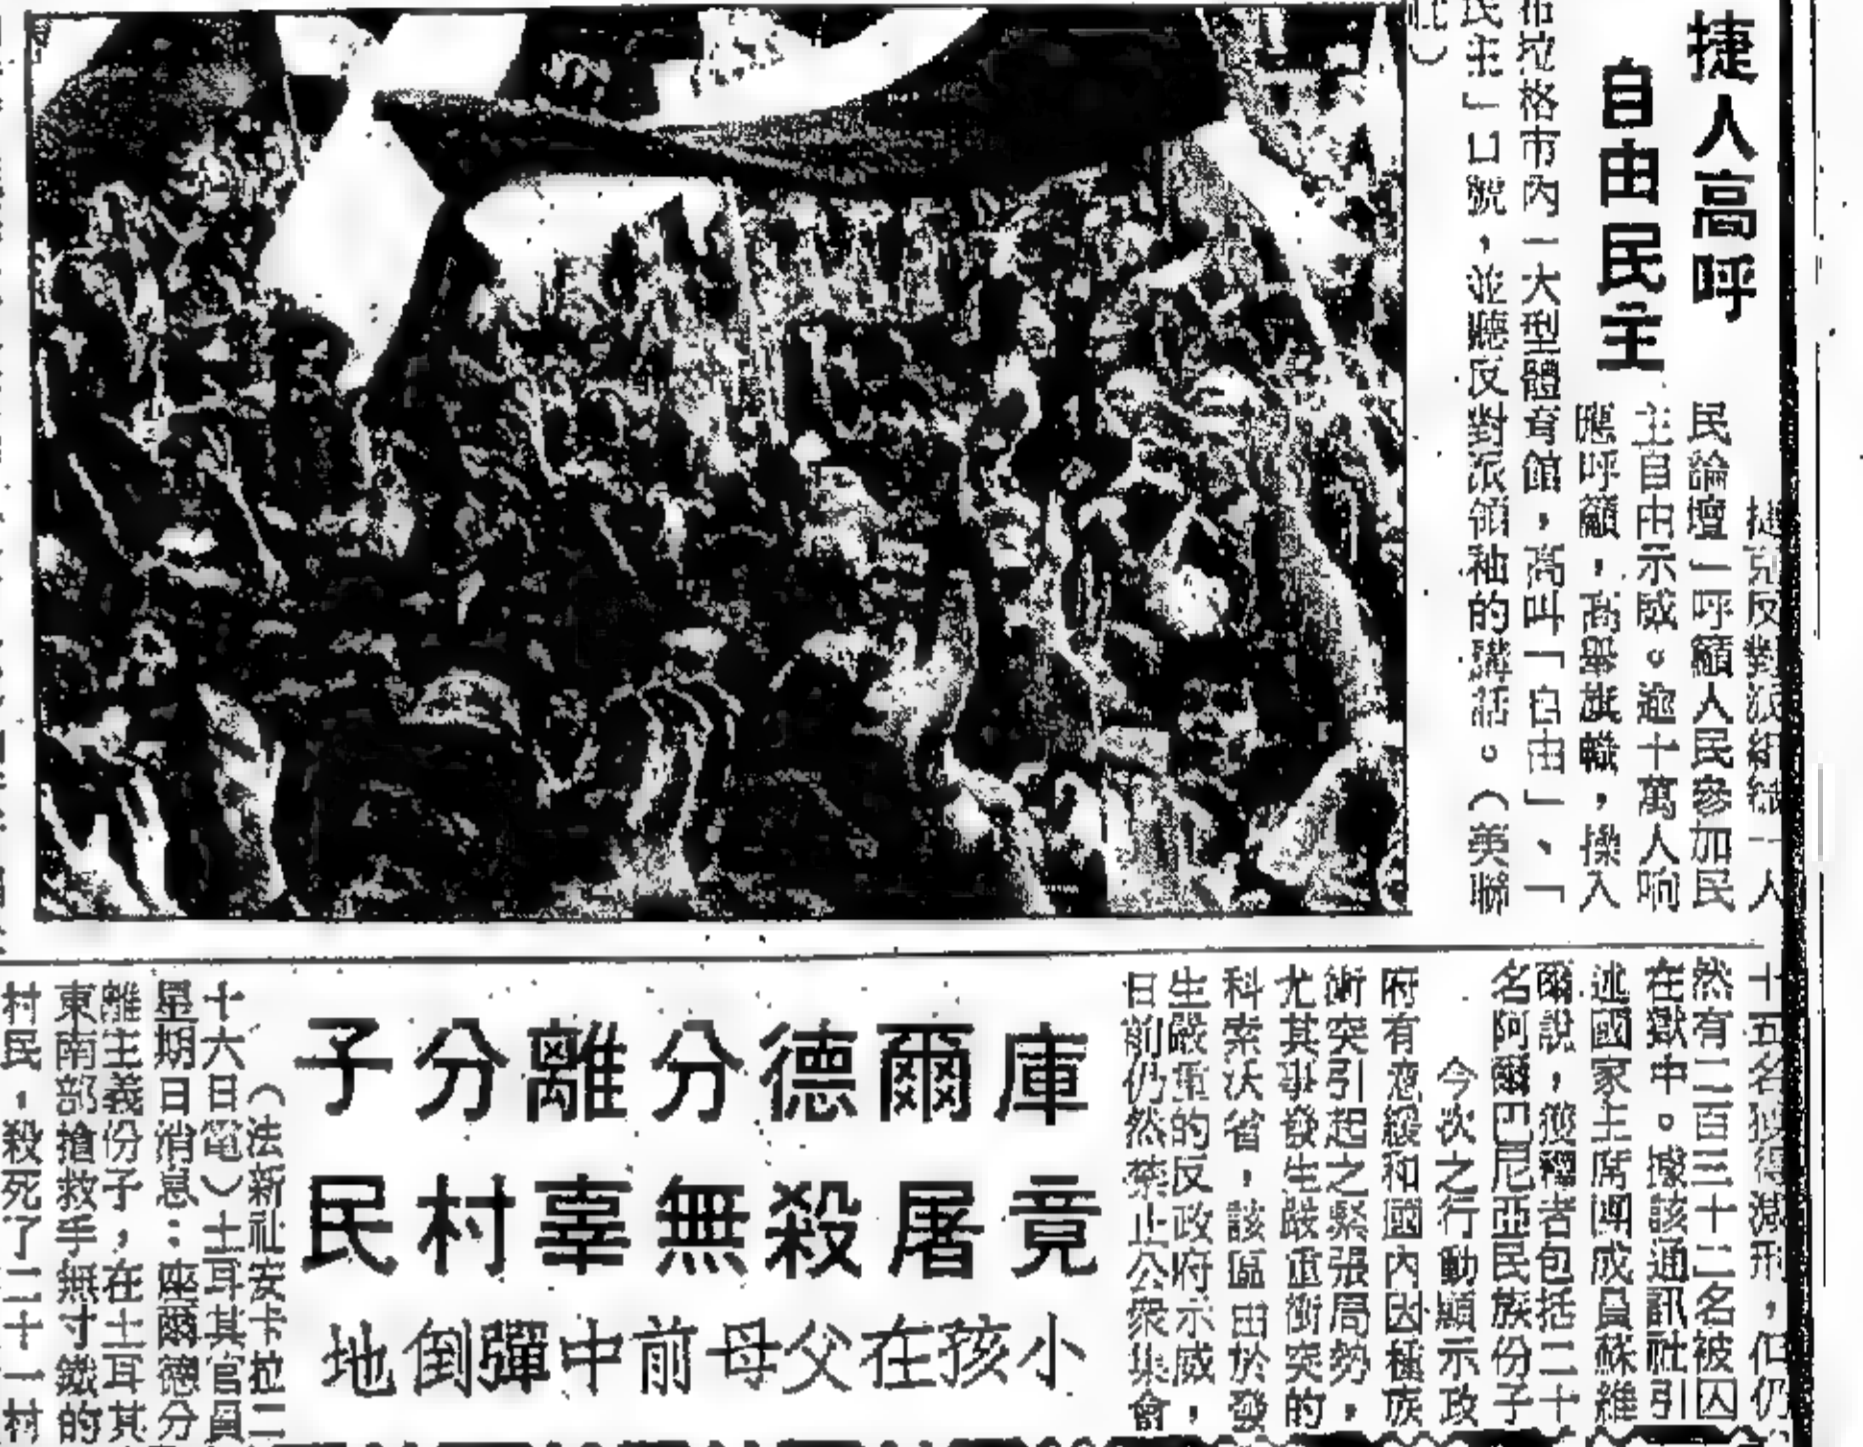 捷人高呼
自由民主
捷克反對派組織「人
民論壇」呼籲人民參加民
主自由示威。逾十萬人响
應呼籲，高舉旗幟，操入
布拉格市內一大型體育館，高叫「自由」、「
民主」口號，並聽反對派領袖的講話。（美聯
社）
十五名獲得減刑，但仍
然有二百三十二名被囚
在獄中。據該通訊社引
述國家主席團成員蘇維
爾說，獲釋者包括二十
名阿爾巴尼亞民族份子
今次之行動顯示政
府有意緩和國內因種族
衝突引起之緊張局勢，
尤其事發生嚴重衝突的
科索沃省，該區由於發
生嚴重的反政府示威，
日前仍然禁止公衆集會
庫爾德分離分子
竟屠殺無辜村民
小孩在父母前中彈倒地
（法新社安卡拉二
十六日電）土耳其官員
星期日消息：座爾德分
離主義份子，在土耳其
東南部搶救手無寸鐵的
村民，殺死了二十一村